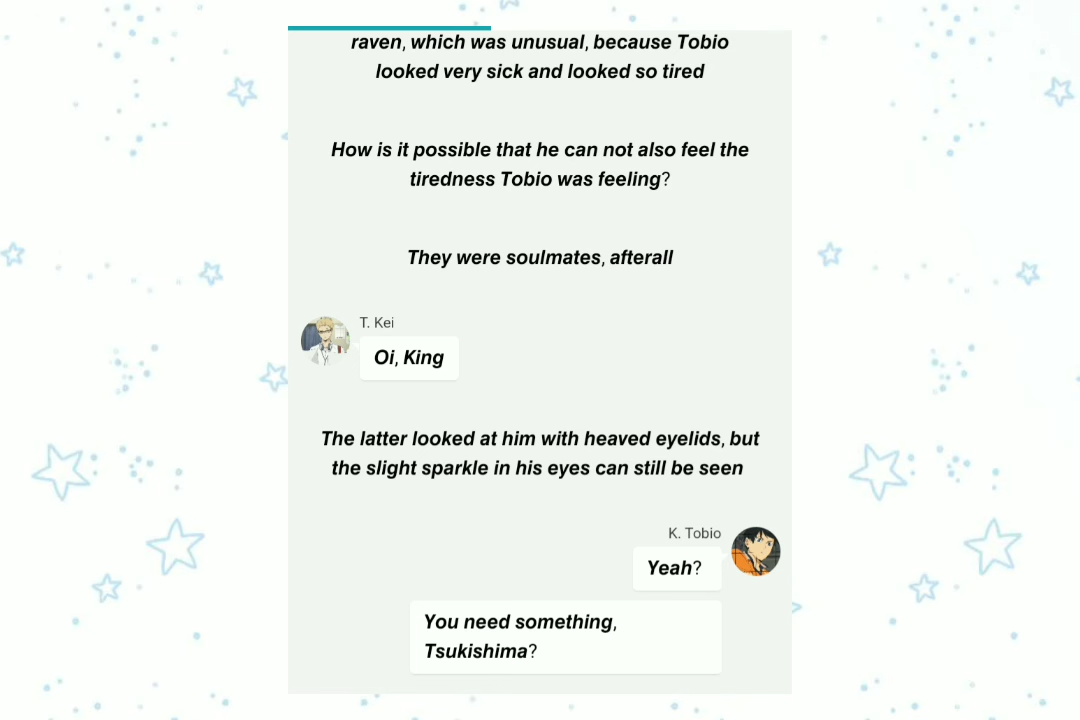 raven, which was unusual, because Tobio
looked very sick and looked so tired
How is it possible that he can not also feel the
tiredness Tobio was feeling?
They were soulmates, afterall
T. Kei
Oi, King
The latter looked at him with heaved eyelids, but
the slight sparkle in his eyes can still be seen
K. Tobio
Yeah?
You need something,
Tsukishima?